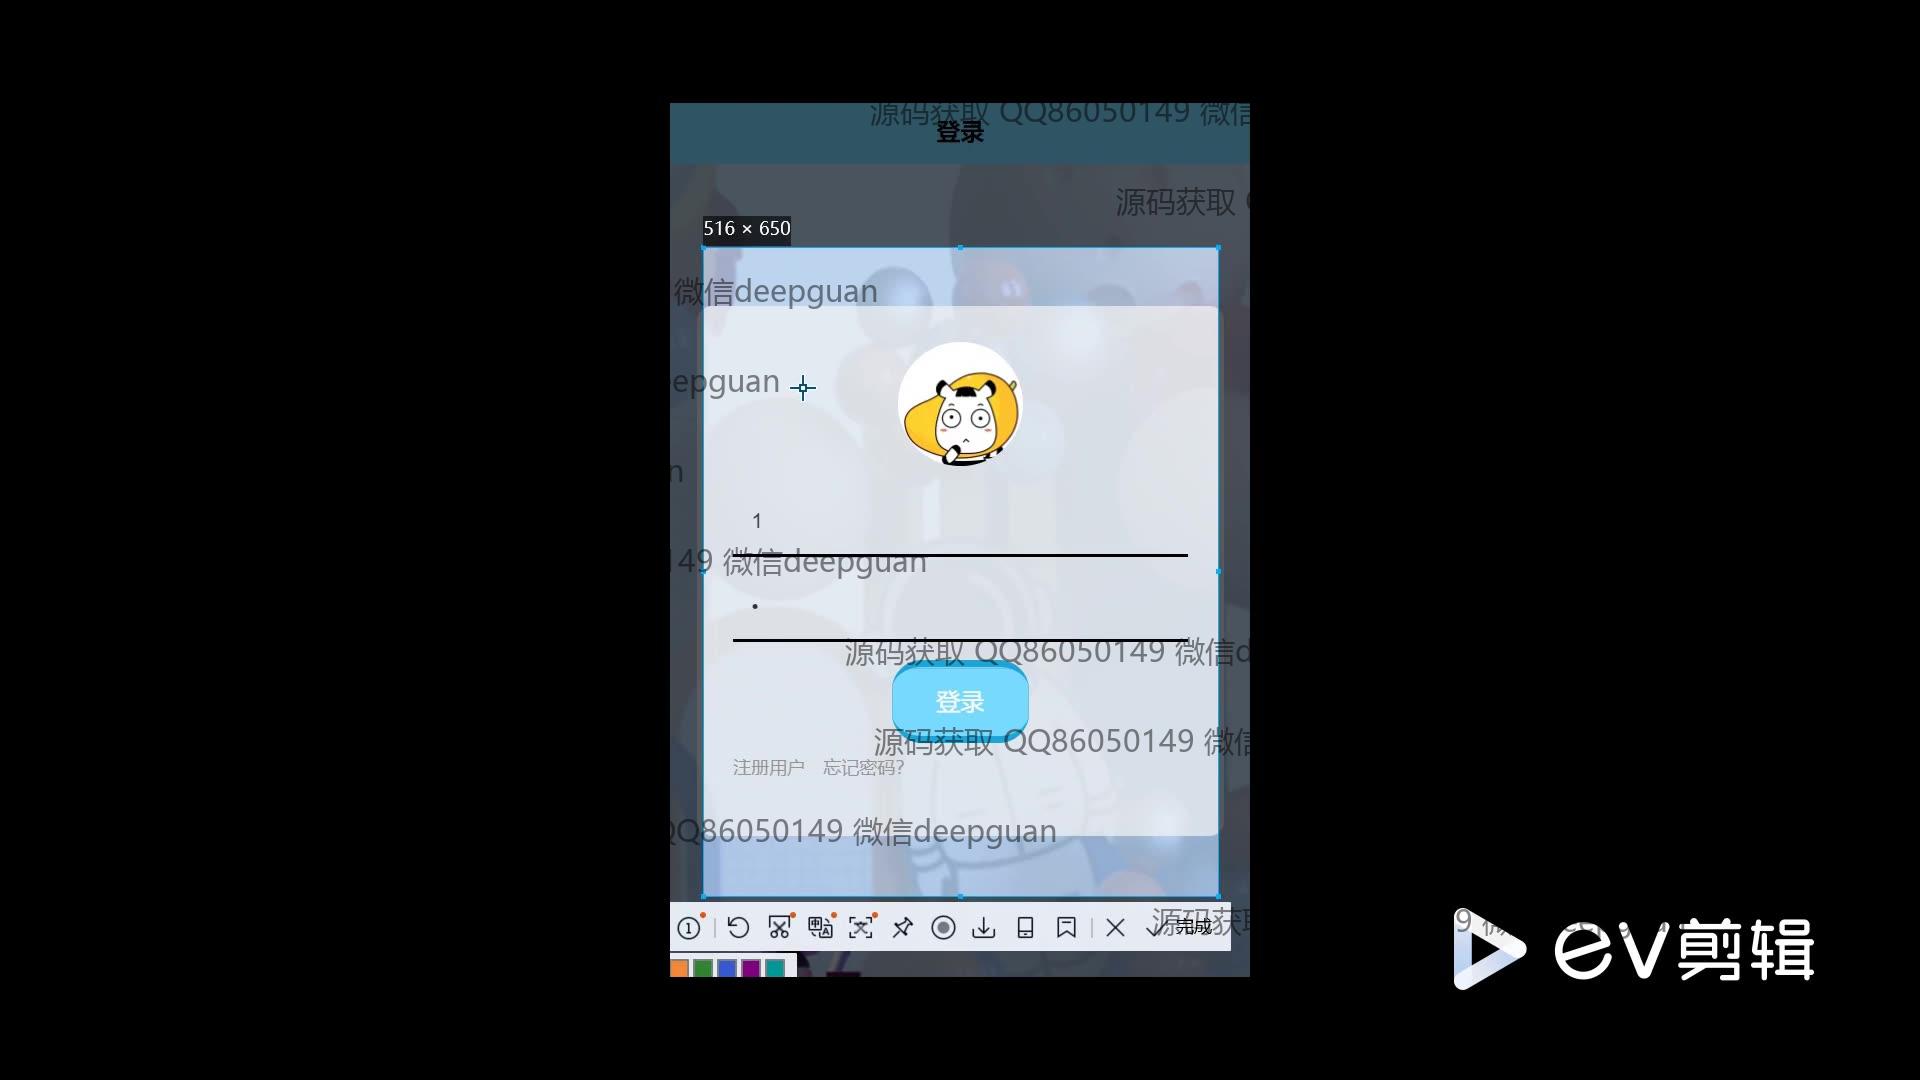 源码获取 QQ86050149 微信
登录
源码获取
516 × 650
微信deepguan
epguan
n
1
149 微信deepguan
•
源码获取 QQ86050149 微信d
登录
源码获取 QQ86050149 微信
注册用户 忘记密码?
QQ86050149 微信deepguan
源码获取
1
完成
ev剪辑